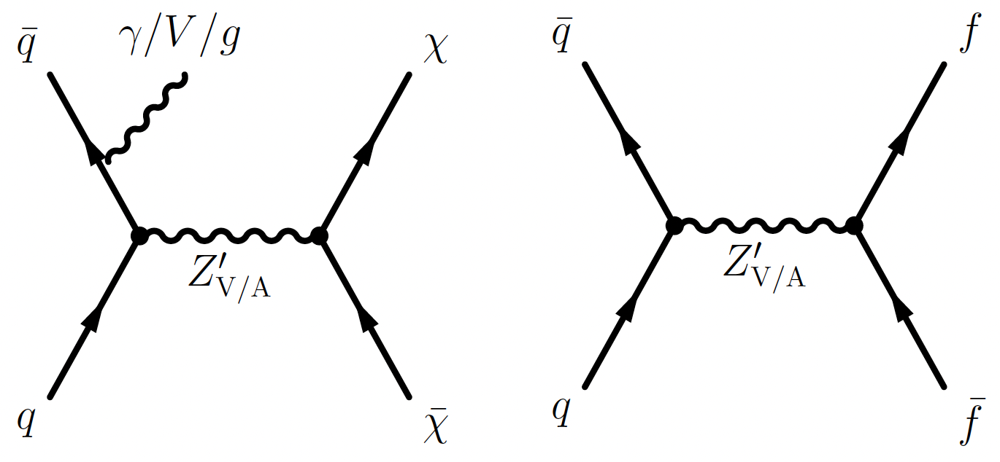 q̄ γ/V/g χ
Z′V/A
q χ̄
q̄ f
Z′V/A
q f̄